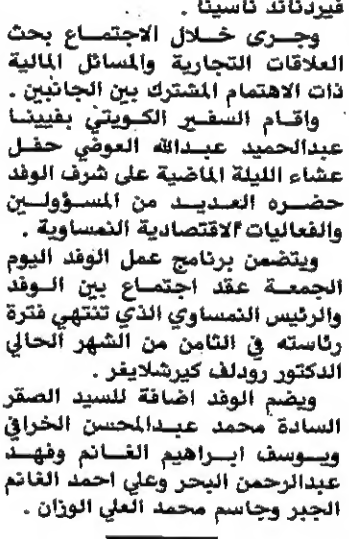 فيردناند ناسينا .
وجرى خلال الاجتماع بحث
العلاقات التجارية والمسائل المالية
ذات الاهتمام المشترك بين الجانبين .
واقام السفير الكويتي بفيينا
عبدالحميد عبدالله العوضي حفل
عشاء الليلة الماضية على شرف الوفد
حضره العديد من المسؤولين
والفعاليات الاقتصادية النمساوية .
ويتضمن برنامج عمل الوفد اليوم
الجمعة عقد اجتماع بين الوفد
والرئيس النمساوي الذي تنتهي فترة
رئاسته في الثامن من الشهر الحالي
الدكتور رودلف كيرشلايغر .
ويضم الوفد اضافة للسيد الصقر
السادة محمد عبدالمحسن الخرافي
ويوسف ابراهيم الغانم وفهد
عبدالرحمن البحر وعلي احمد الغانم
الجبر وجاسم محمد العلي الوزان .